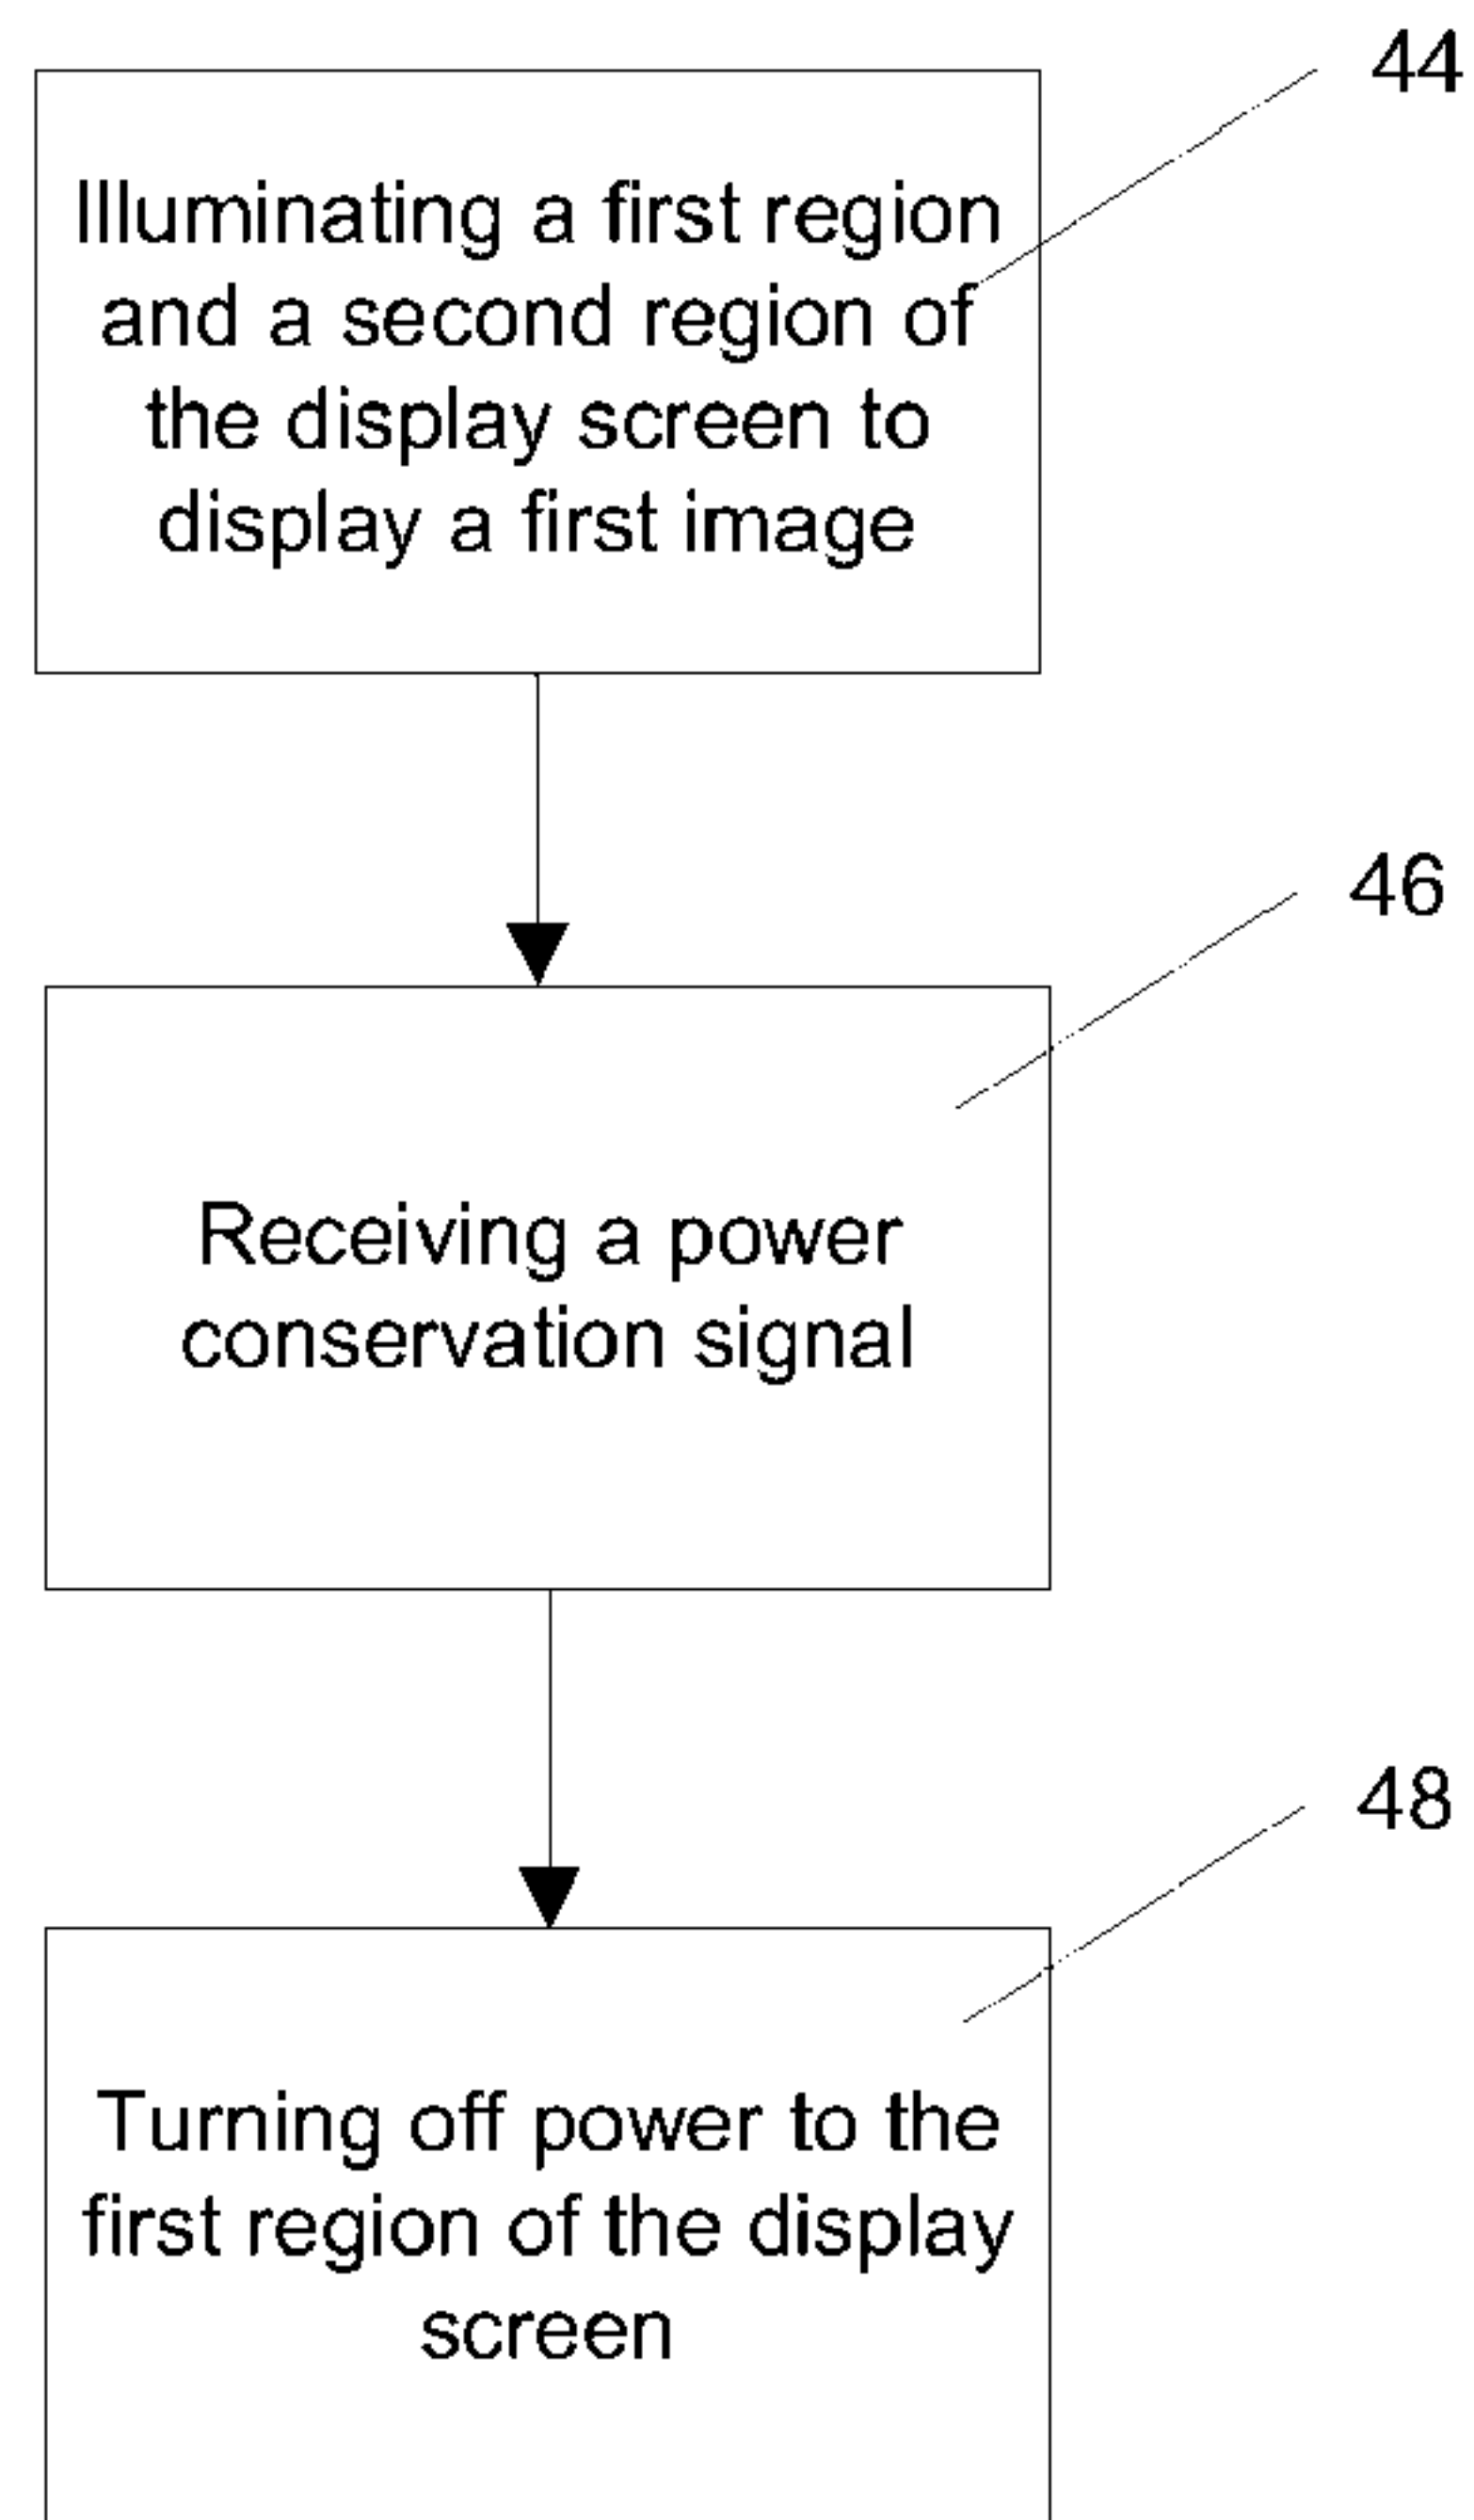 44
Illuminating a first region
and a second region of
the display screen to
display a first image
46
Receiving a power
conservation signal
48
Turning off power to the
first region of the display
screen